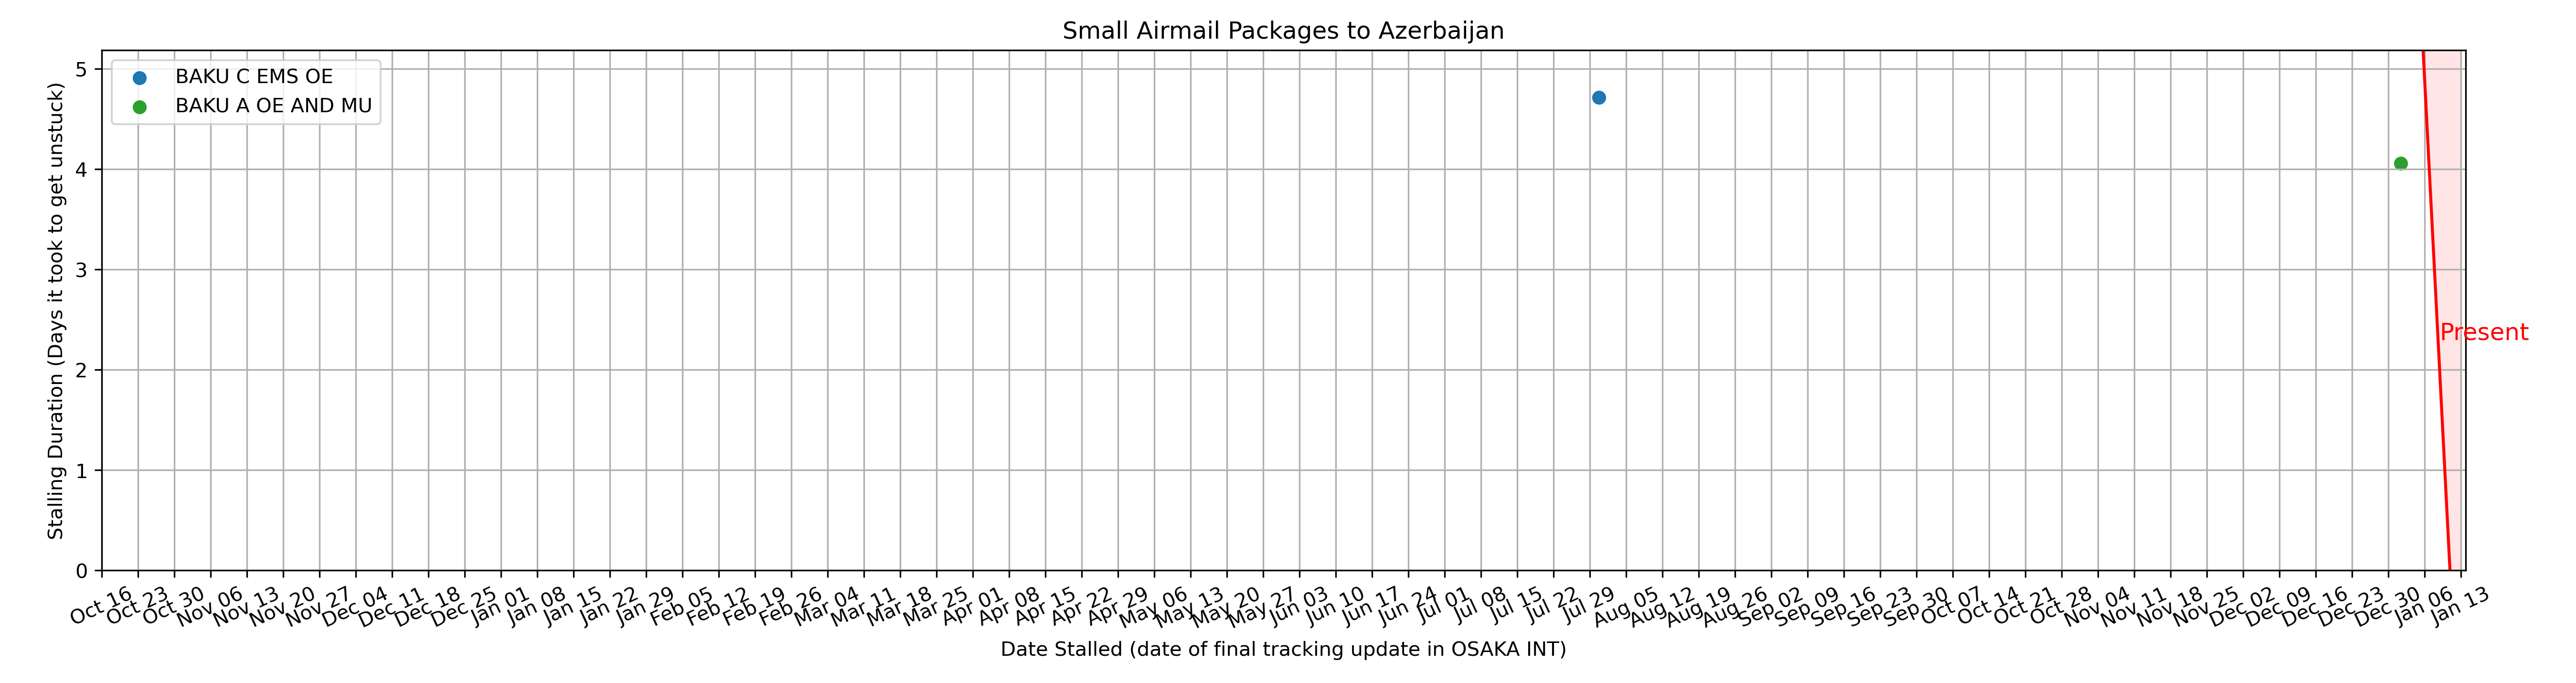 Small Airmail Packages to Azerbaijan
BAKU C EMS OE
BAKU A OE AND MU
Stalling Duration (Days it took to get unstuck)
5
4
3
2
1
0
Present
Oct 16 Oct 23 Oct 30 Nov 06 Nov 13 Nov 20 Nov 27 Dec 04 Dec 11 Dec 18 Dec 25 Jan 01 Jan 08 Jan 15 Jan 22 Jan 29 Feb 05 Feb 12 Feb 19 Feb 26 Mar 04 Mar 11 Mar 18 Mar 25 Apr 01 Apr 08 Apr 15 Apr 22 Apr 29 May 06 May 13 May 20 May 27 Jun 03 Jun 10 Jun 17 Jun 24 Jul 01 Jul 08 Jul 15 Jul 22 Jul 29 Aug 05 Aug 12 Aug 19 Aug 26 Sep 02 Sep 09 Sep 16 Sep 23 Sep 30 Oct 07 Oct 14 Oct 21 Oct 28 Nov 04 Nov 11 Nov 18 Nov 25 Dec 02 Dec 09 Dec 16 Dec 23 Dec 30 Jan 06 Jan 13
Date Stalled (date of final tracking update in OSAKA INT)